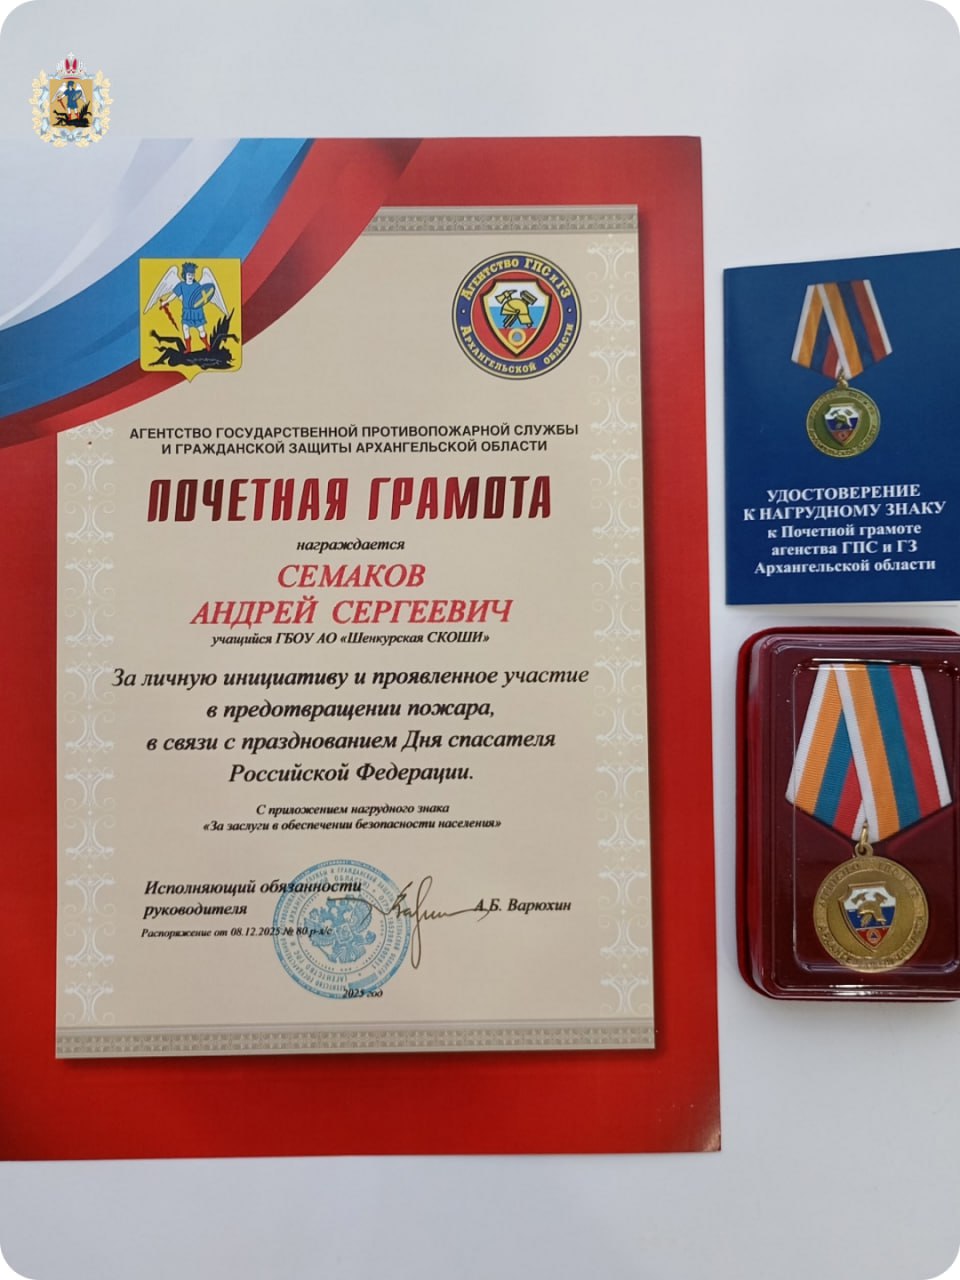 АГЕНТСТВО ГПС и ГЗ
АРХАНГЕЛЬСКОЙ ОБЛАСТИ
АГЕНТСТВО ГОСУДАРСТВЕННОЙ ПРОТИВОПОЖАРНОЙ СЛУЖБЫ
И ГРАЖДАНСКОЙ ЗАЩИТЫ АРХАНГЕЛЬСКОЙ ОБЛАСТИ
ПОЧЕТНАЯ ГРАМОТА
награждается
СЕМАКОВ
АНДРЕЙ СЕРГЕЕВИЧ
учащийся ГБОУ АО «Шенкурская СКОШИ»
За личную инициативу и проявленное участие
в предотвращении пожара,
в связи с празднованием Дня спасателя
Российской Федерации.
С приложением нагрудного знака
«За заслуги в обеспечении безопасности населения»
Исполняющий обязанности
руководителя
А.Б. Варюхин
Распоряжение от 08.12.2025 № 80 р-л/с
2025 год
УДОСТОВЕРЕНИЕ
К НАГРУДНОМУ ЗНАКУ
к Почетной грамоте
агенства ГПС и ГЗ
Архангельской области